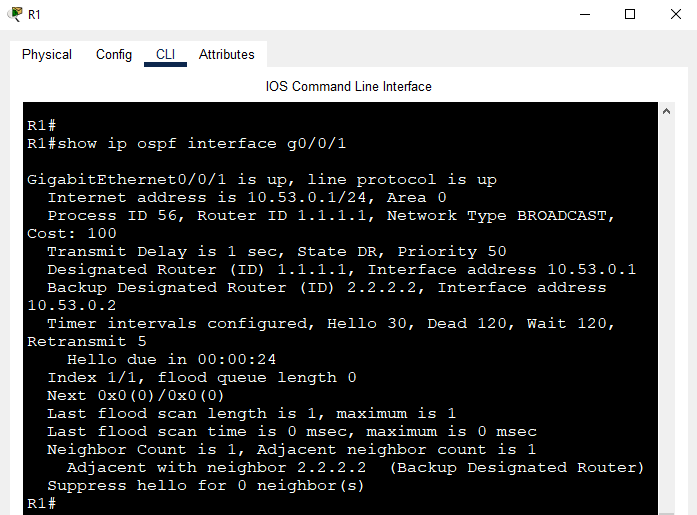 R1
Physical Config CLI Attributes
IOS Command Line Interface
R1#
R1#show ip ospf interface g0/0/1
GigabitEthernet0/0/1 is up, line protocol is up
Internet address is 10.53.0.1/24, Area 0
Process ID 56, Router ID 1.1.1.1, Network Type BROADCAST,
Cost: 100
Transmit Delay is 1 sec, State DR, Priority 50
Designated Router (ID) 1.1.1.1, Interface address 10.53.0.1
Backup Designated Router (ID) 2.2.2.2, Interface address
10.53.0.2
Timer intervals configured, Hello 30, Dead 120, Wait 120,
Retransmit 5
Hello due in 00:00:24
Index 1/1, flood queue length 0
Next 0x0(0)/0x0(0)
Last flood scan length is 1, maximum is 1
Last flood scan time is 0 msec, maximum is 0 msec
Neighbor Count is 1, Adjacent neighbor count is 1
Adjacent with neighbor 2.2.2.2  (Backup Designated Router)
Suppress hello for 0 neighbor(s)
R1#